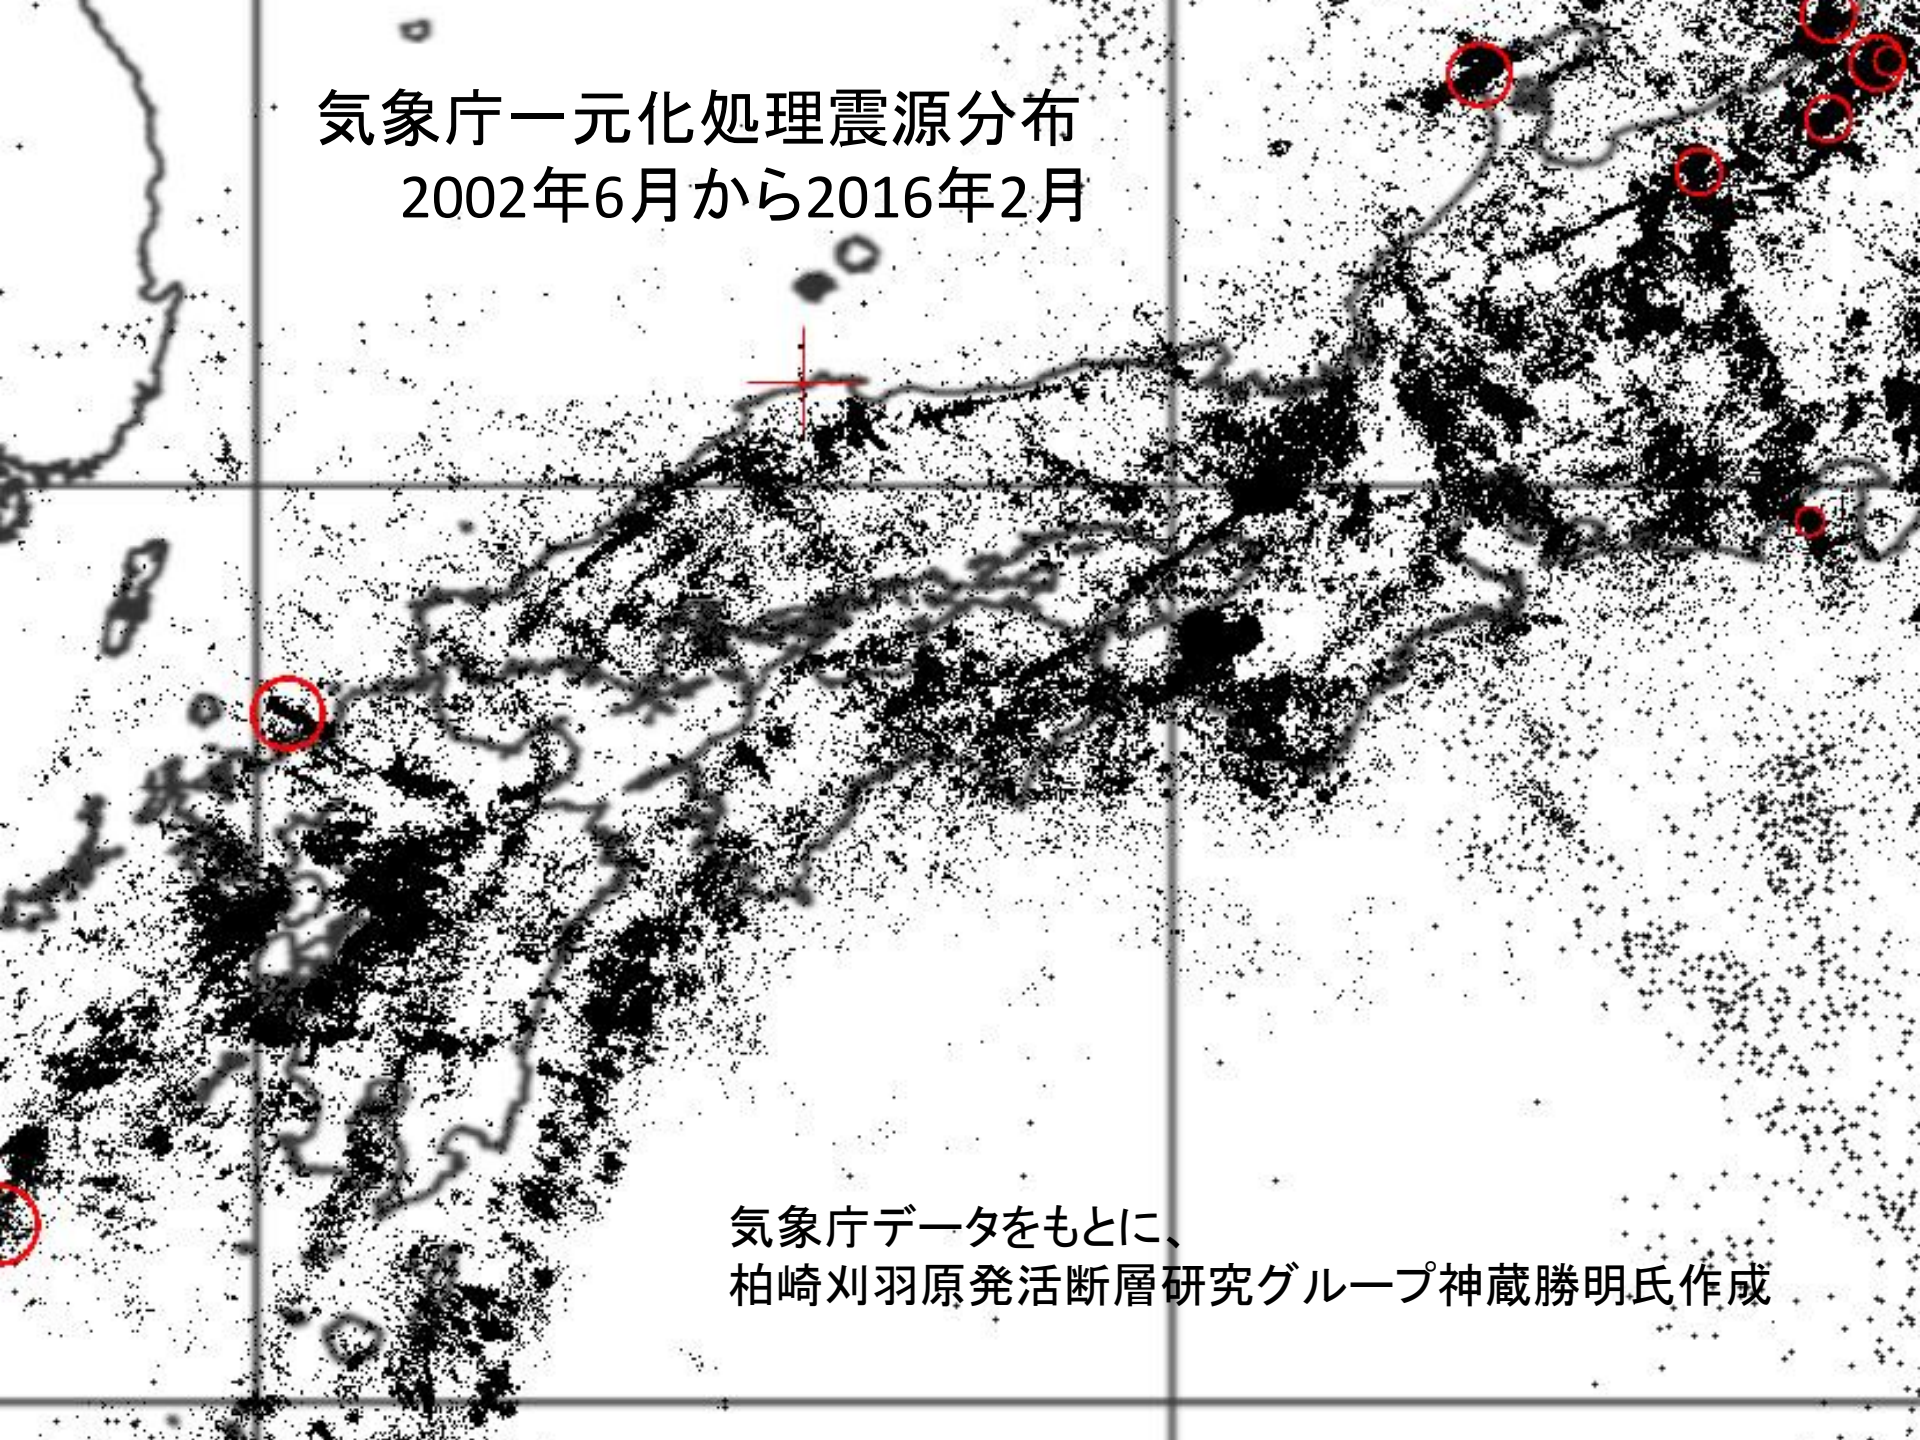 気象庁一元化処理震源分布
2002年6月から2016年2月
気象庁データをもとに、
柏崎刈羽原発活断層研究グループ神蔵勝明氏作成